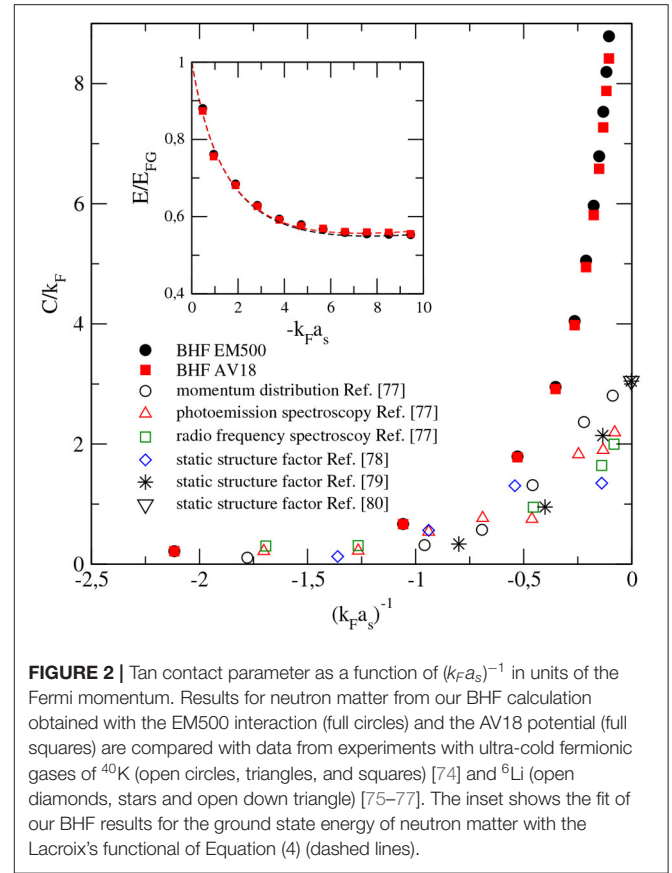 8
6
4
2
0
C/k_F
1
0,8
0,6
0,4
E/E_FG
0 2 4 6 8 10
-k_Fa_s
BHF EM500
BHF AV18
momentum distribution Ref. [77]
photoemission spectroscopy Ref. [77]
radio frequency spectroscoy Ref. [77]
static structure factor Ref. [78]
static structure factor Ref. [79]
static structure factor Ref. [80]
-2,5 -2 -1,5 -1 -0,5 0
(k_Fa_s)^-1
FIGURE 2 | Tan contact parameter as a function of (k_Fa_s)^−1 in units of the
Fermi momentum. Results for neutron matter from our BHF calculation
obtained with the EM500 interaction (full circles) and the AV18 potential (full
squares) are compared with data from experiments with ultra-cold fermionic
gases of ^40K (open circles, triangles, and squares) [74] and ^6Li (open
diamonds, stars and open down triangle) [75–77]. The inset shows the fit of
our BHF results for the ground state energy of neutron matter with the
Lacroix's functional of Equation (4) (dashed lines).